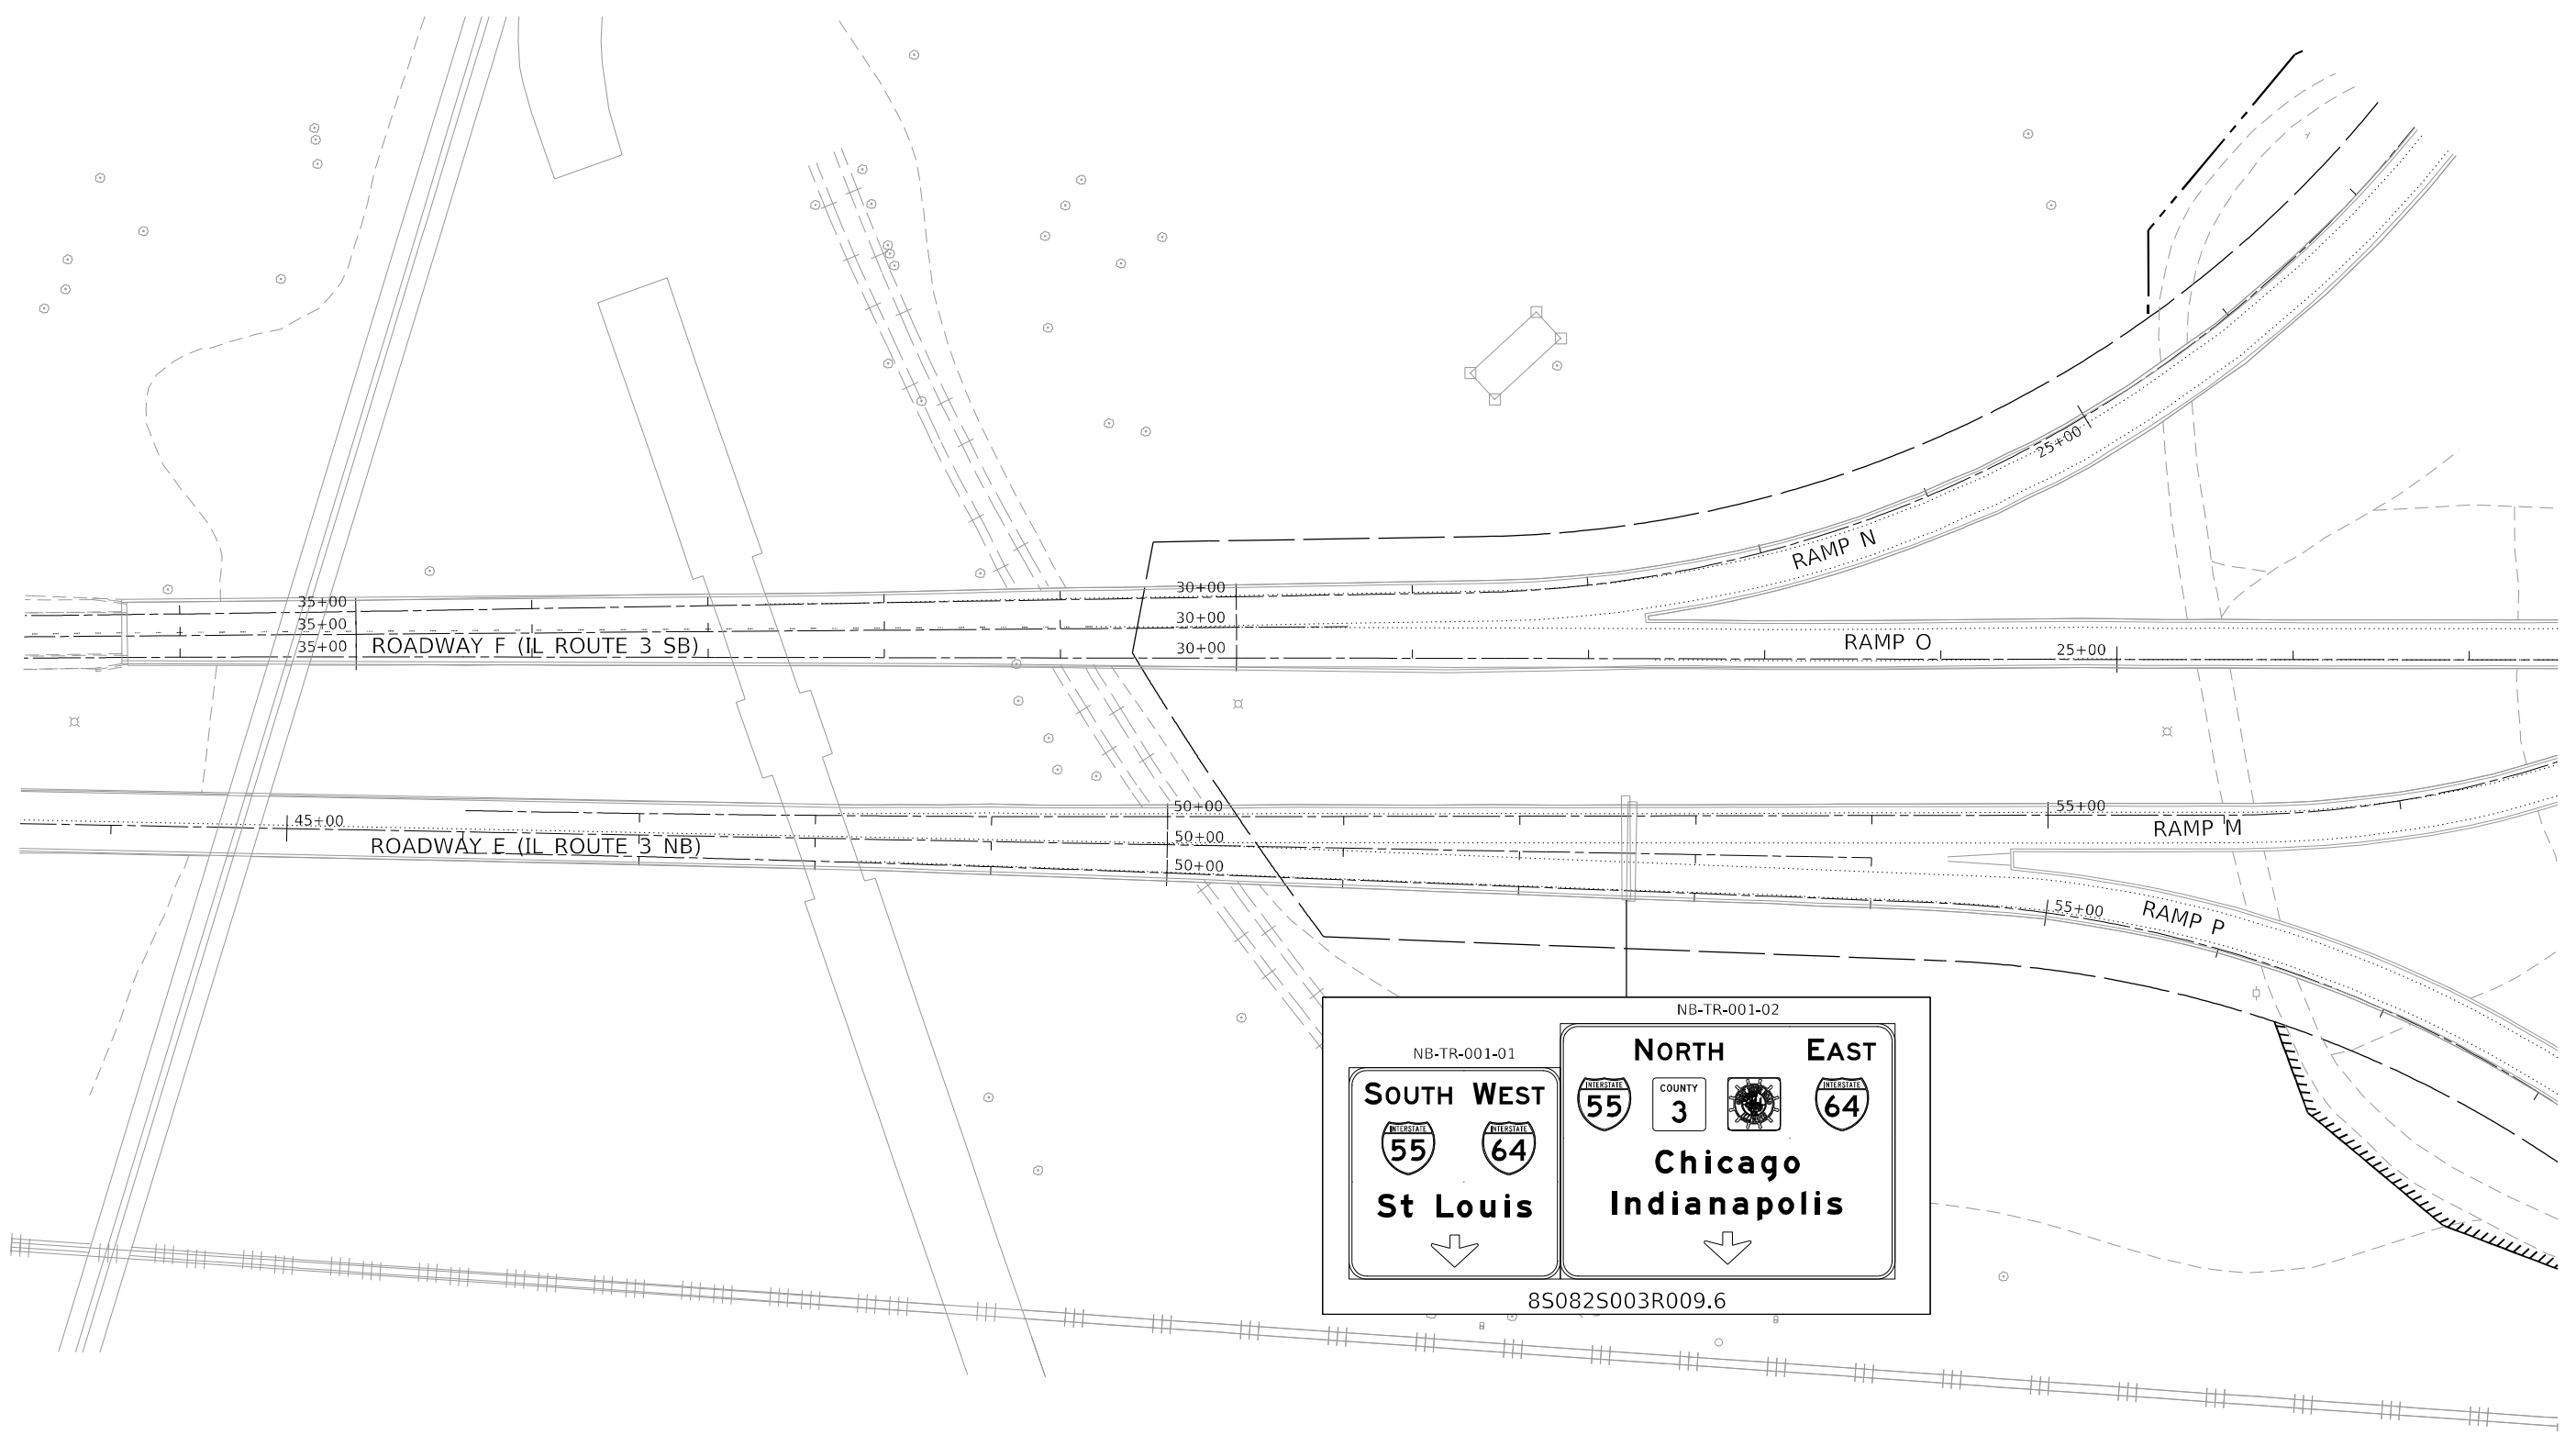 25+00
RAMP N
30+00
35+00
30+00
35+00
ROADWAY F (IL ROUTE 3 SB)
35+00
30+00
RAMP O
25+00
50+00
55+00
45+00
RAMP M
50+00
ROADWAY E (IL ROUTE 3 NB)
50+00
55+00
RAMP P
NB-TR-001-02
NORTH EAST
NB-TR-001-01
INTERSTATE 55
COUNTY 3
INTERSTATE 64
SOUTH WEST
INTERSTATE 55
INTERSTATE 64
Chicago
Indianapolis
St Louis
8S082S003R009.6